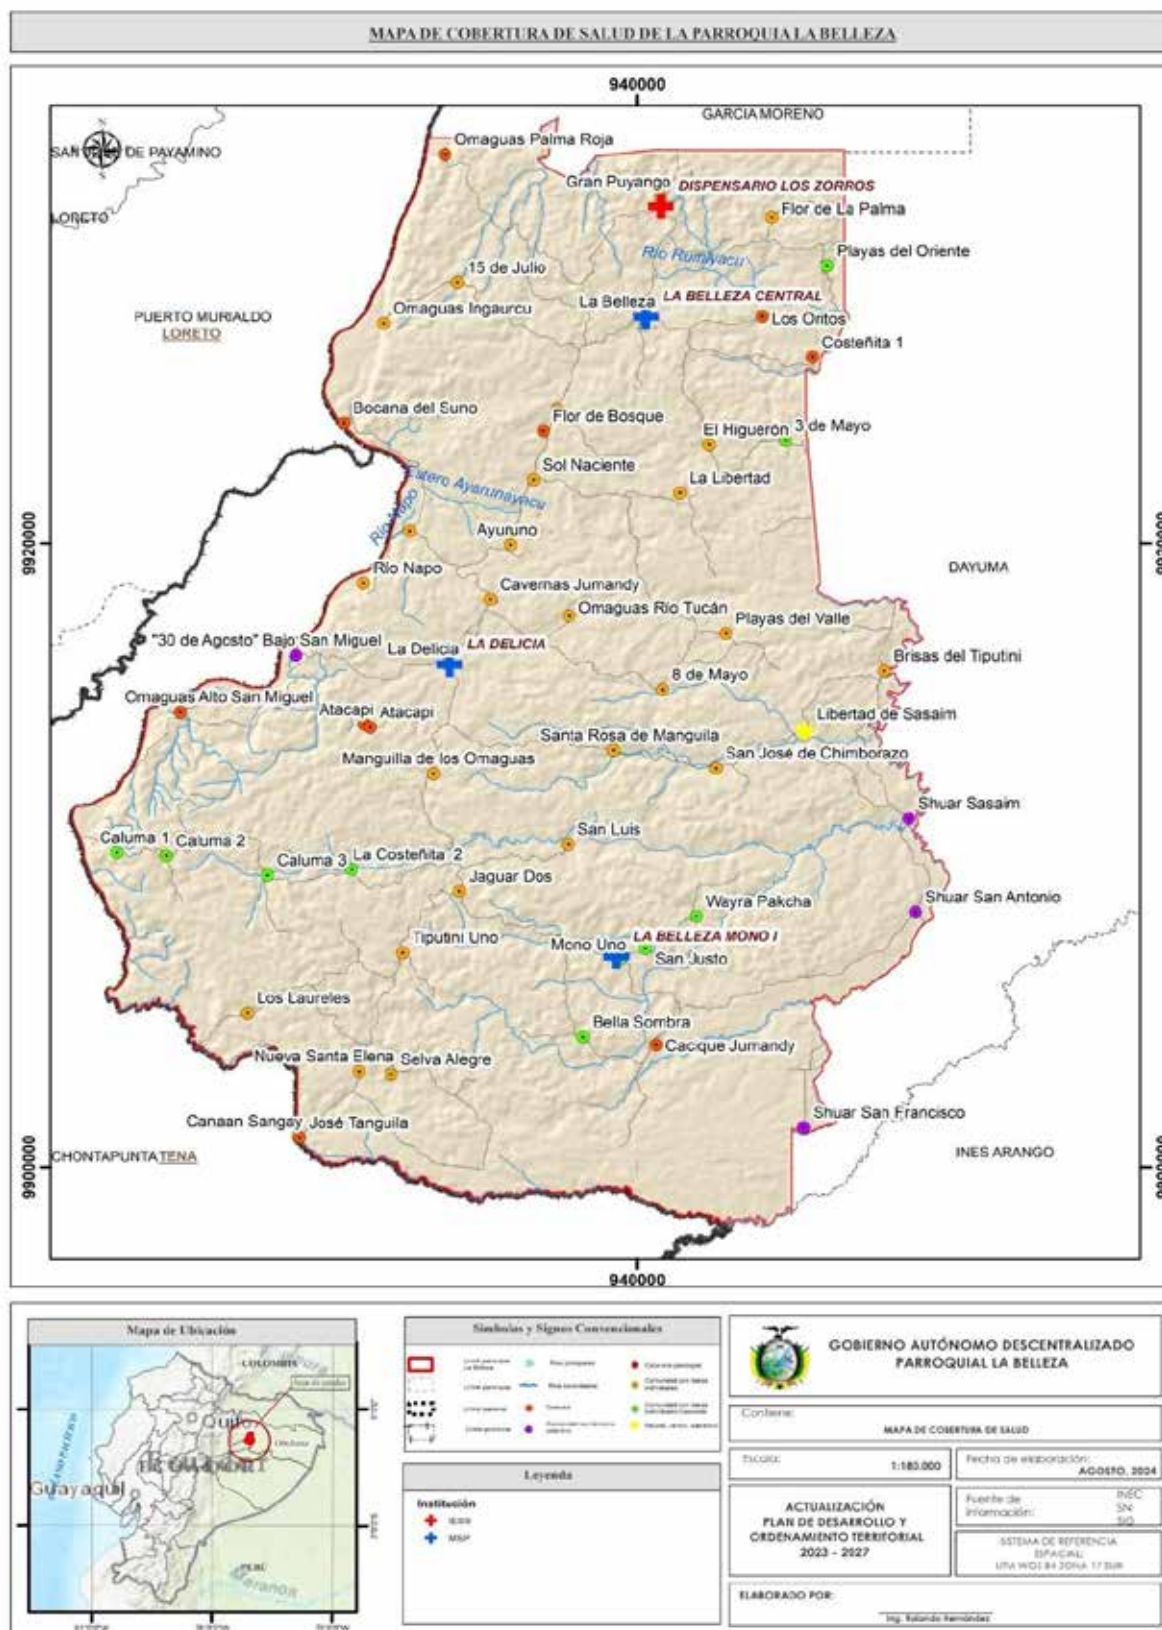 MAPA DE COBERTURA DE SALUD DE LA PARROQUIA LA BELLEZA
940000
GARCIA MORENO
N
DE PAYAMINO
LORETO
Omaguas Palma Roja
Gran Puyango
DISPENSARIO LOS ZORROS
Flor de La Palma
Río Rumiyacu
Playas del Oriente
15 de Julio
La Belleza
LA BELLEZA CENTRAL
Omaguas Ingaurcu
Los Oritos
PUERTO MURIALDO
LORETO
Costeñita 1
Bocana del Suno
Flor de Bosque
El Higuerón
3 de Mayo
Sol Naciente
La Libertad
Estero Ayarunayacu
Río Napo
Ayuruno
9920000
9920000
DAYUMA
Río Napo
Cavernas Jumandy
Omaguas Río Tucán
Playas del Valle
"30 de Agosto" Bajo San Miguel
La Delicia
LA DELICIA
Brisas del Tiputini
8 de Mayo
Omaguas Alto San Miguel
Atacapi
Atacapi
Libertad de Sasaim
Santa Rosa de Manguila
Manguilla de los Omaguas
San José de Chimborazo
Shuar Sasaim
San Luis
Caluma 1
Caluma 2
Caluma 3
La Costeñita 2
Jaguar Dos
Shuar San Antonio
Wayra Pakcha
Tiputini Uno
Mono Uno
LA BELLEZA MONO I
San Justo
Los Laureles
Bella Sombra
Cacique Jumandy
Nueva Santa Elena
Selva Alegre
Canaan Sangay
José Tanguila
Shuar San Francisco
CHONTAPUNTA
TENA
INES ARANGO
9900000
9900000
940000
Mapa de Ubicación
COLOMBIA
Quito
ECUADOR
Guayaquil
OCEANO PACIFICO
PERÚ
Símbolos y Signos Convencionales
Leyenda
Institución
IESS
MSP
GOBIERNO AUTÓNOMO DESCENTRALIZADO
PARROQUIAL LA BELLEZA
Contiene:
MAPA DE COBERTURA DE SALUD
Escala:
1:180.000
Fecha de elaboración:
AGOSTO, 2024
ACTUALIZACIÓN
PLAN DE DESARROLLO Y
ORDENAMIENTO TERRITORIAL
2023 - 2027
Fuente de
información:
INEC
SNI
SISTEMA DE REFERENCIA
ESPACIAL:
UTM WGS 84 ZONA 17 SUR
ELABORADO POR:
Ing. Rolando Hernández